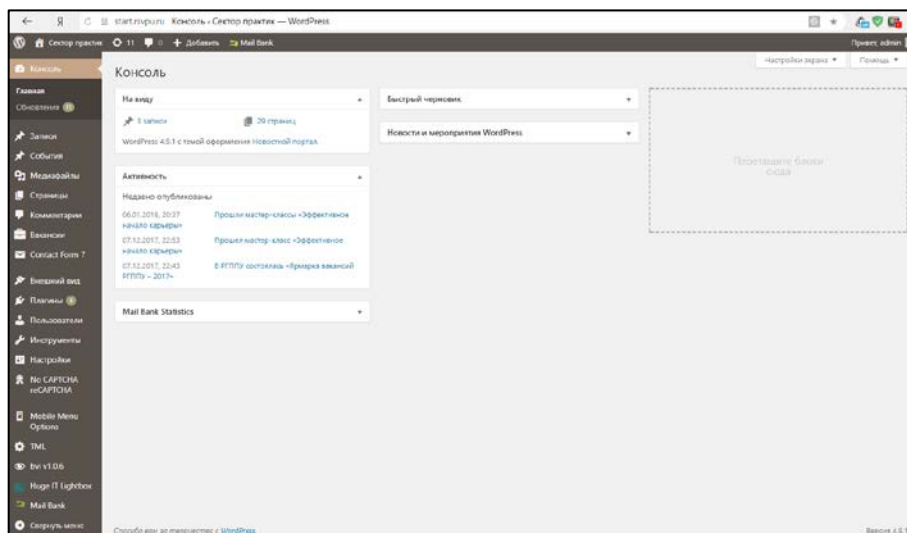 start.rsvpu.ru Консоль ‹ Сектор практик — WordPress
Сектор практик 11 0 + Добавить Mail Bank
Привет, admin
Консоль
Настройки экрана
Помощь
Консоль
Главная
Обновления
Записи
События
Медиафайлы
Страницы
Комментарии
Вакансии
Contact Form 7
Внешний вид
Плагины
Пользователи
Инструменты
Настройки
No CAPTCHA
reCAPTCHA
Mobile Menu
Options
TML
bvi v1.0.6
Huge IT Lightbox
Mail Bank
Свернуть меню
На виду
записи
29 страниц
с темой оформления Новостной портал.
Активность
Недавно опубликованы
06.01.2018, 20:37 Прошли мастер-классы «Эффективное
начало карьеры»
07.12.2017, 22:53 Прошел мастер-класс «Эффективное
начало карьеры»
07.12.2017, 22:43 В РГППУ состоялась «Ярмарка вакансий
РГППУ – 2017»
Mail Bank Statistics
Быстрый черновик
Новости и мероприятия WordPress
Перетащите блоки
сюда
Спасибо вам за творчество с WordPress.
Версия